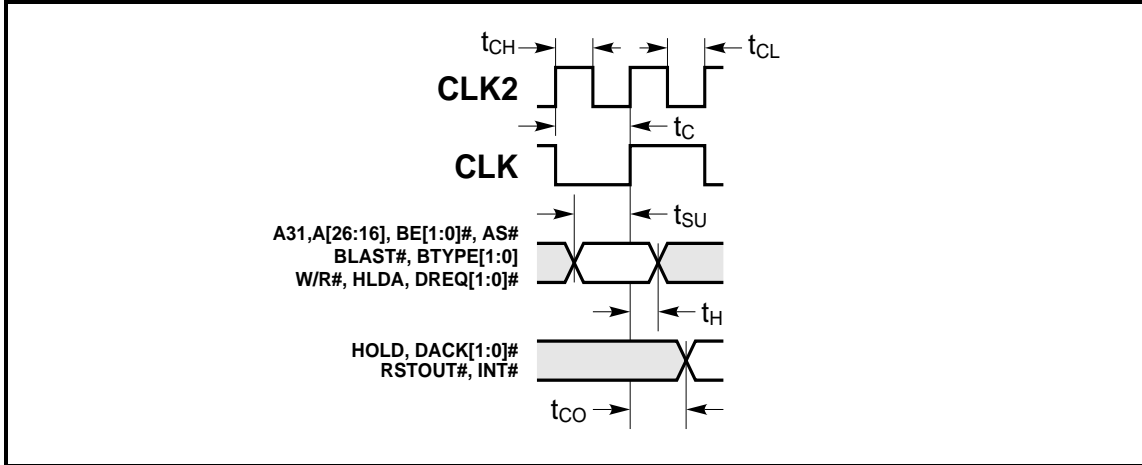 tCH
tCL
CLK2
tC
CLK
tSU
A31,A[26:16], BE[1:0]#, AS#
BLAST#, BTYPE[1:0]
W/R#, HLDA, DREQ[1:0]#
tH
HOLD, DACK[1:0]#
RSTOUT#, INT#
tCO